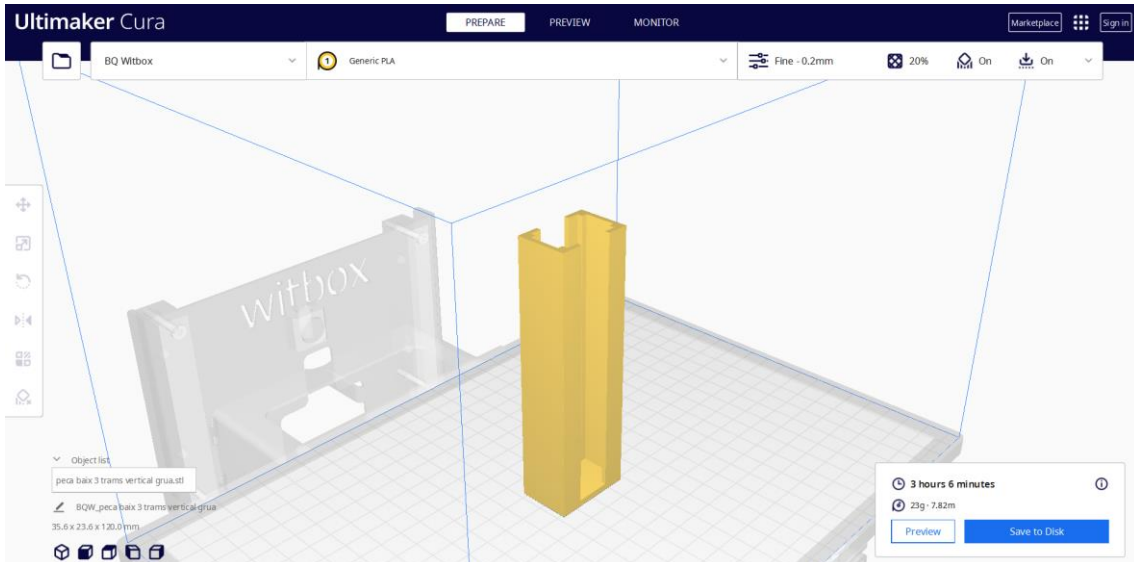 Ultimaker Cura
PREPARE
PREVIEW
MONITOR
Marketplace
Sign in
BQ Witbox
1
Generic PLA
Fine - 0.2mm
20%
On
On
witbox
Object list
peca baix 3 trams vertical grua.stl
BQW_peca baix 3 trams vertical grua
35.6 x 23.6 x 120.0 mm
3 hours 6 minutes
23g · 7.82m
Preview
Save to Disk